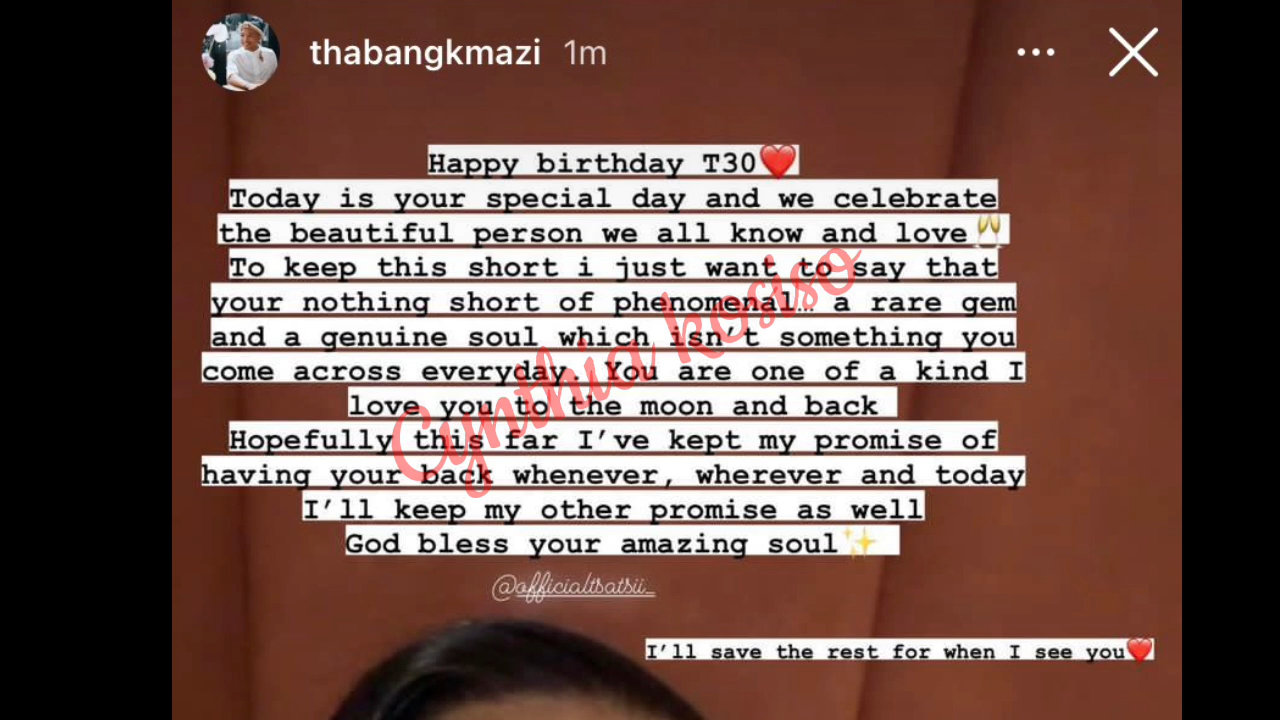 thabangkmazi 1m
Happy birthday T30❤️
Today is your special day and we celebrate
the beautiful person we all know and love🥂
To keep this short i just want to say that
your nothing short of phenomenal… a rare gem
and a genuine soul which isn’t something you
come across everyday. You are one of a kind I
love you to the moon and back
Hopefully this far I’ve kept my promise of
having your back whenever, wherever and today
I’ll keep my other promise as well
God bless your amazing soul✨
@officialtsatsii_
I’ll save the rest for when I see you❤️
Cynthia kosiso